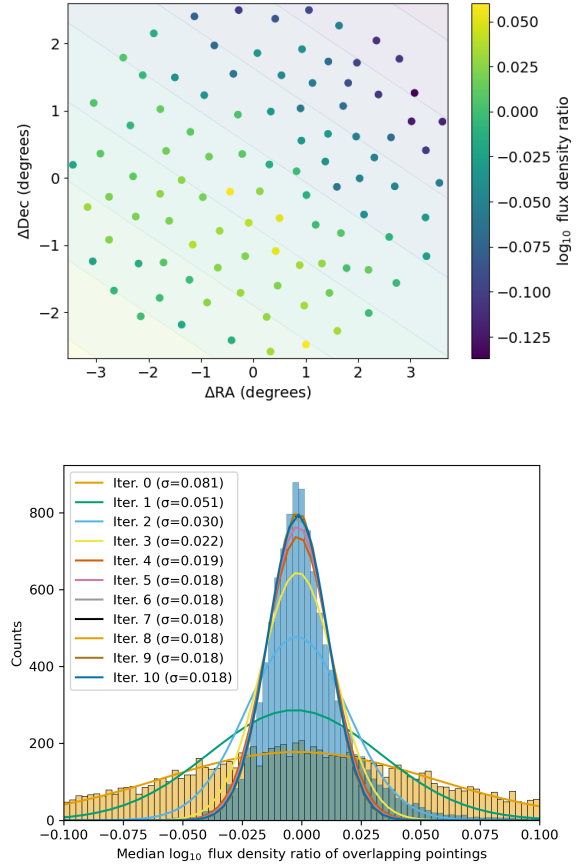 2
1
0
−1
−2
ΔDec (degrees)
−3
−2
−1
0
1
2
3
ΔRA (degrees)
0.050
0.025
0.000
−0.025
−0.050
−0.075
−0.100
−0.125
log₁₀ flux density ratio
800
600
400
200
0
Counts
Iter. 0 (σ=0.081)
Iter. 1 (σ=0.051)
Iter. 2 (σ=0.030)
Iter. 3 (σ=0.022)
Iter. 4 (σ=0.019)
Iter. 5 (σ=0.018)
Iter. 6 (σ=0.018)
Iter. 7 (σ=0.018)
Iter. 8 (σ=0.018)
Iter. 9 (σ=0.018)
Iter. 10 (σ=0.018)
−0.100
−0.075
−0.050
−0.025
0.000
0.025
0.050
0.075
0.100
Median log₁₀ flux density ratio of overlapping pointings